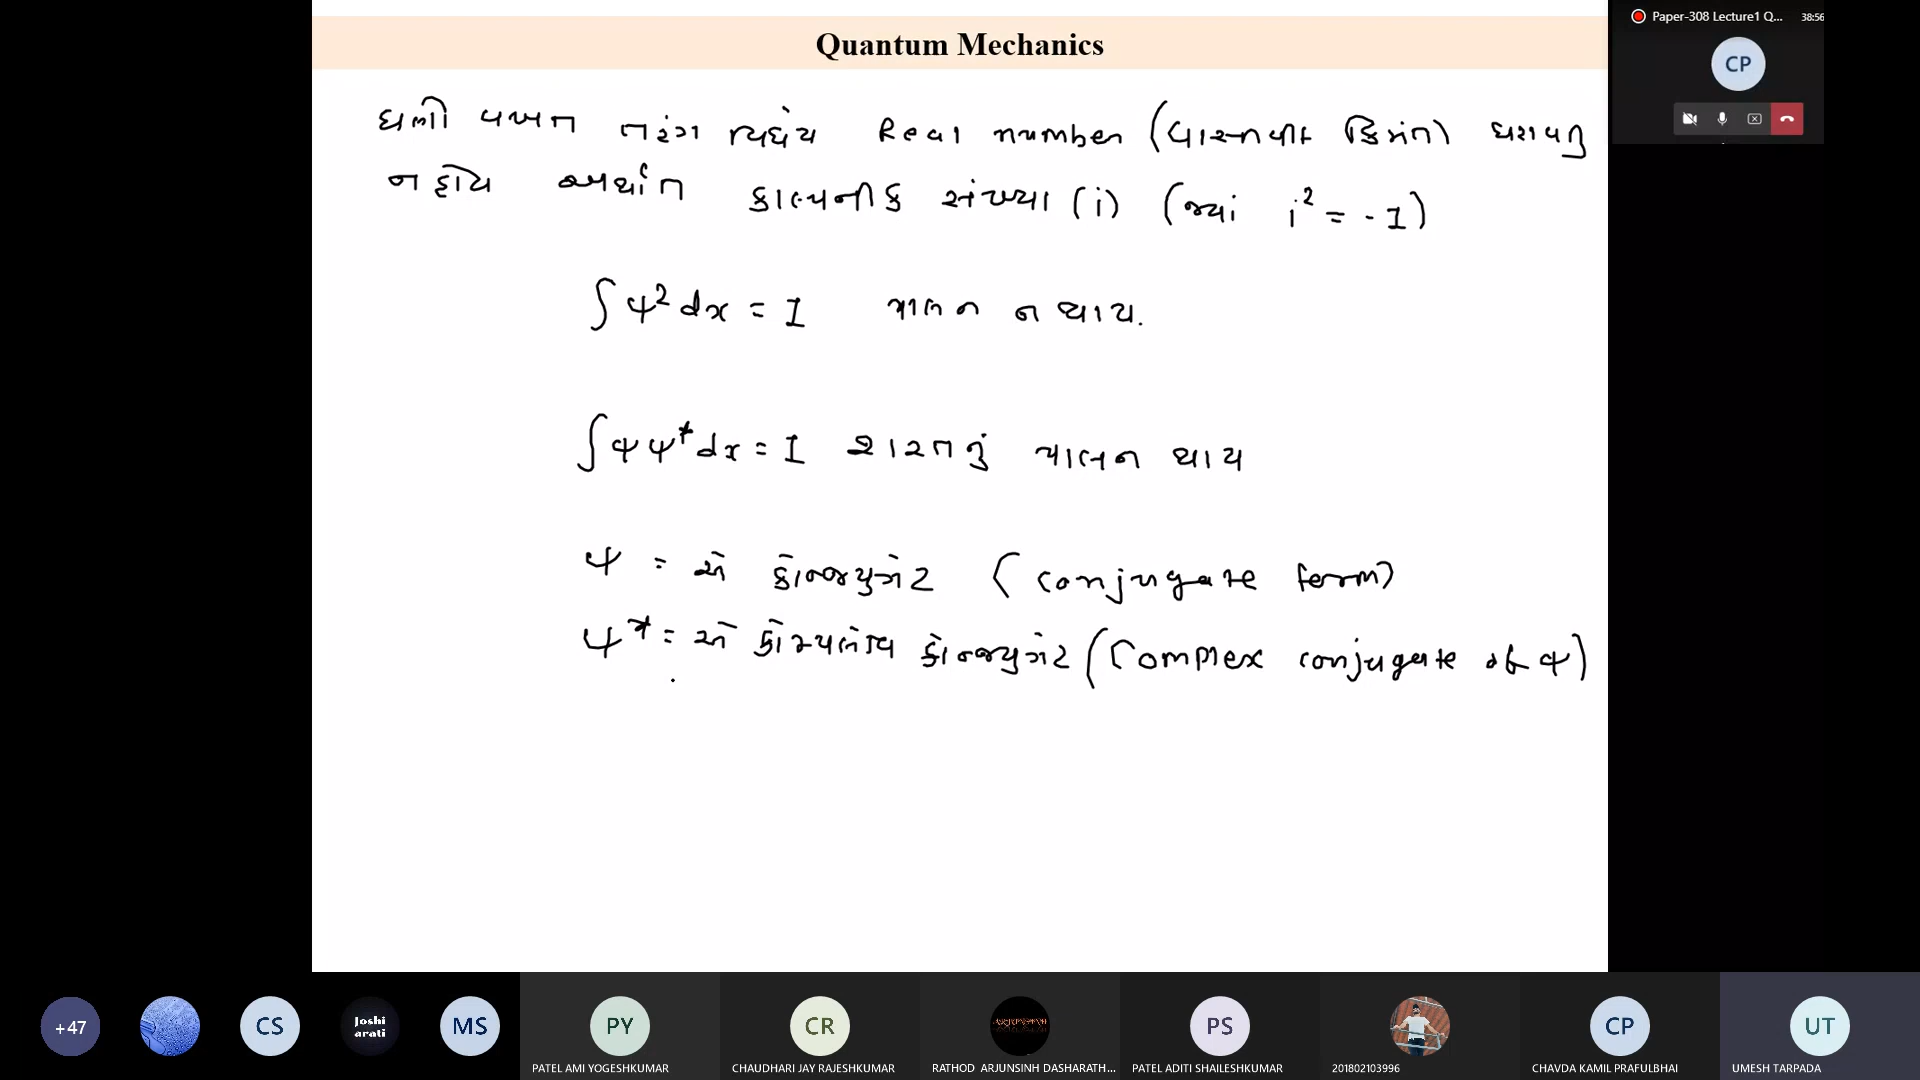 Quantum Mechanics
ઘણી વખત તરંગ વિધેય Real number (વાસ્તવીક કિંમત) ધરાવતુ
ન હોય અર્થાત કાલ્પનીક સંખ્યા (i) (જ્યાં i² = -1)
∫ψ² dx = 1 પાલન ન થાય.
∫ψψ* dx = 1 શરતનું પાલન થાય
ψ = એ કોન્જયુગેટ (conjugate form)
ψ* = એ કોમ્પલેક્ષ કોન્જયુગેટ (Complex conjugate of ψ)
Paper-308 Lecture1 Q... 38:56
CP
+47
CS
Joshi
arati
MS
PY
CR
PS
CP
UT
PATEL AMI YOGESHKUMAR
CHAUDHARI JAY RAJESHKUMAR
RATHOD ARJUNSINH DASHARATH...
PATEL ADITI SHAILESHKUMAR
201802103996
CHAVDA KAMIL PRAFULBHAI
UMESH TARPADA